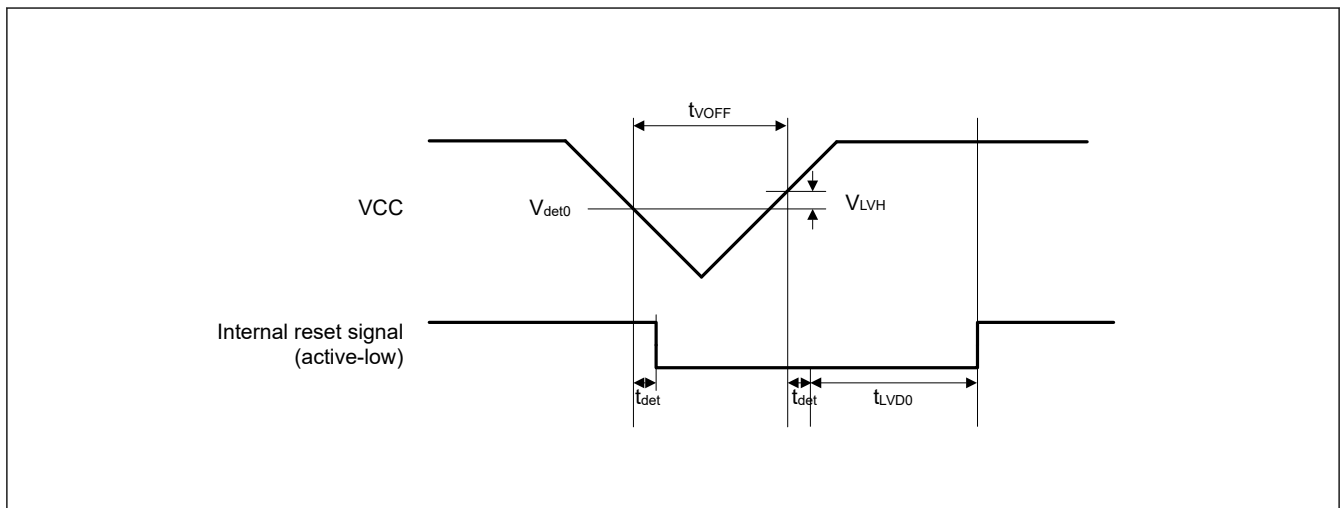 tVOFF
VCC
Vdet0
VLVH
Internal reset signal
(active-low)
tdet
tdet
tLVD0